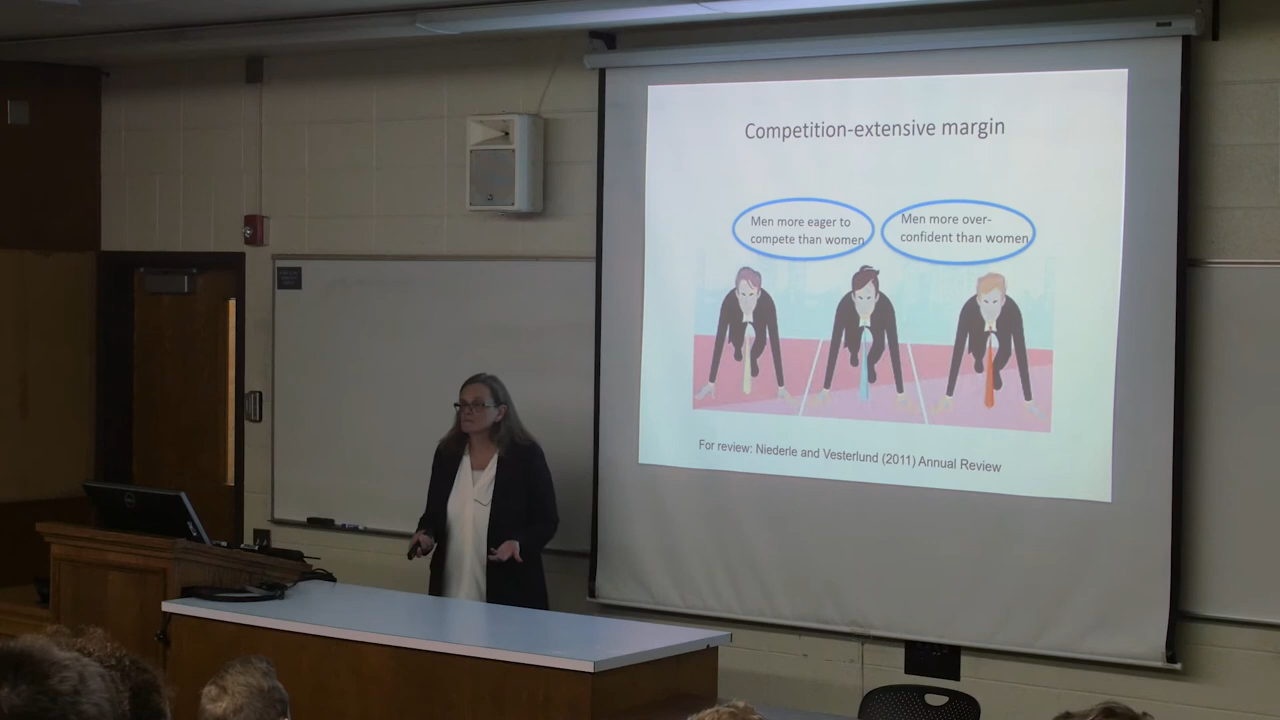 Competition-extensive margin
Men more eager to
compete than women
Men more over-
confident than women
For review: Niederle and Vesterlund (2011) Annual Review
DELL